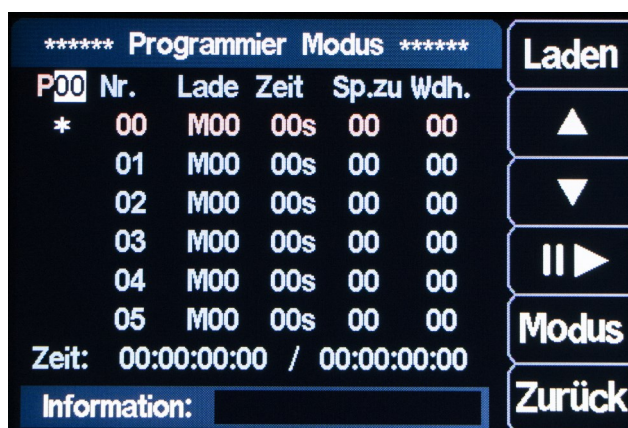 ****** Programmier Modus ******
P00 Nr. Lade Zeit Sp.zu Wdh.
* 00 M00 00s 00 00
01 M00 00s 00 00
02 M00 00s 00 00
03 M00 00s 00 00
04 M00 00s 00 00
05 M00 00s 00 00
Zeit: 00:00:00:00 / 00:00:00:00
Information:
Laden
▲
▼
II▶
Modus
Zurück